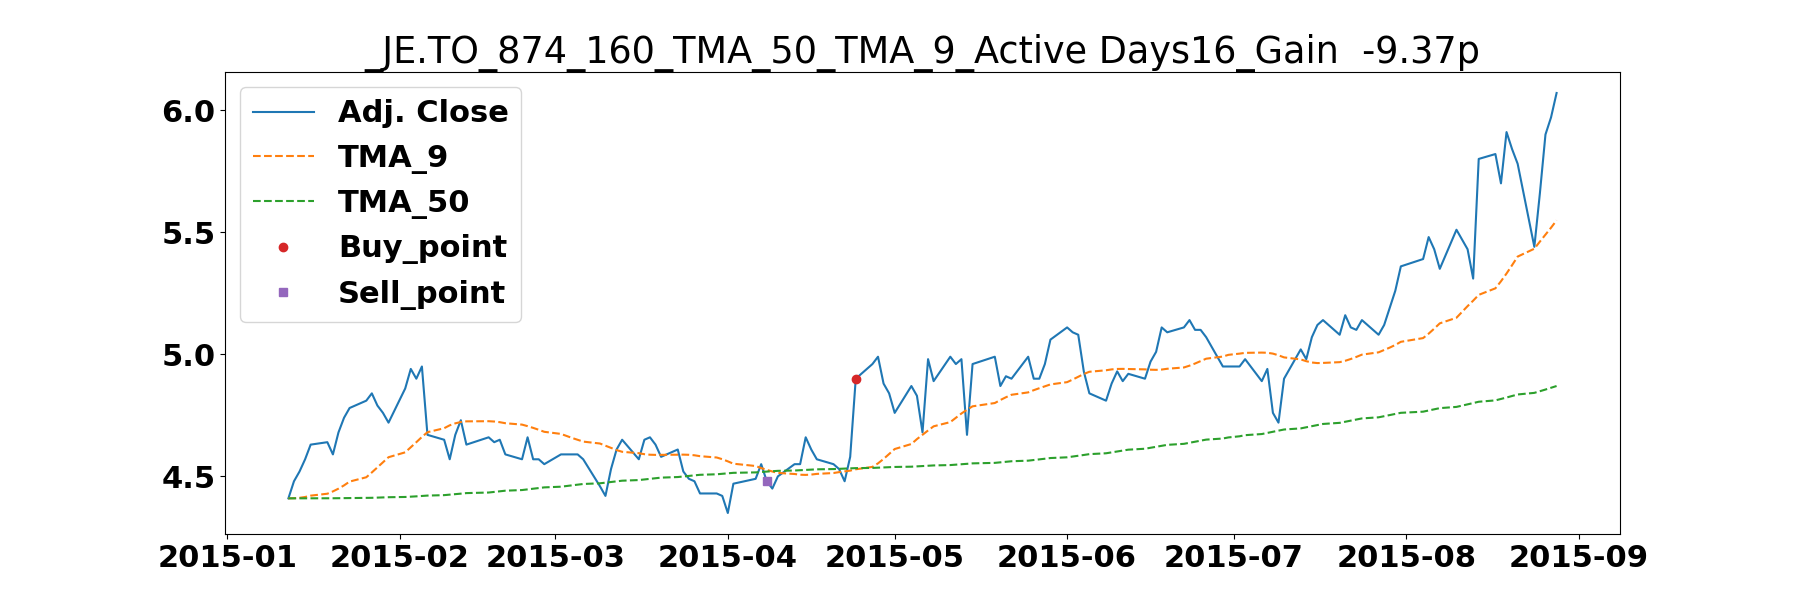 _JE.TO_874_160_TMA_50_TMA_9_Active Days16_Gain  -9.37p
6.0
5.5
5.0
4.5
Adj. Close
TMA_9
TMA_50
Buy_point
Sell_point
2015-01 2015-02 2015-03 2015-04 2015-05 2015-06 2015-07 2015-08 2015-09